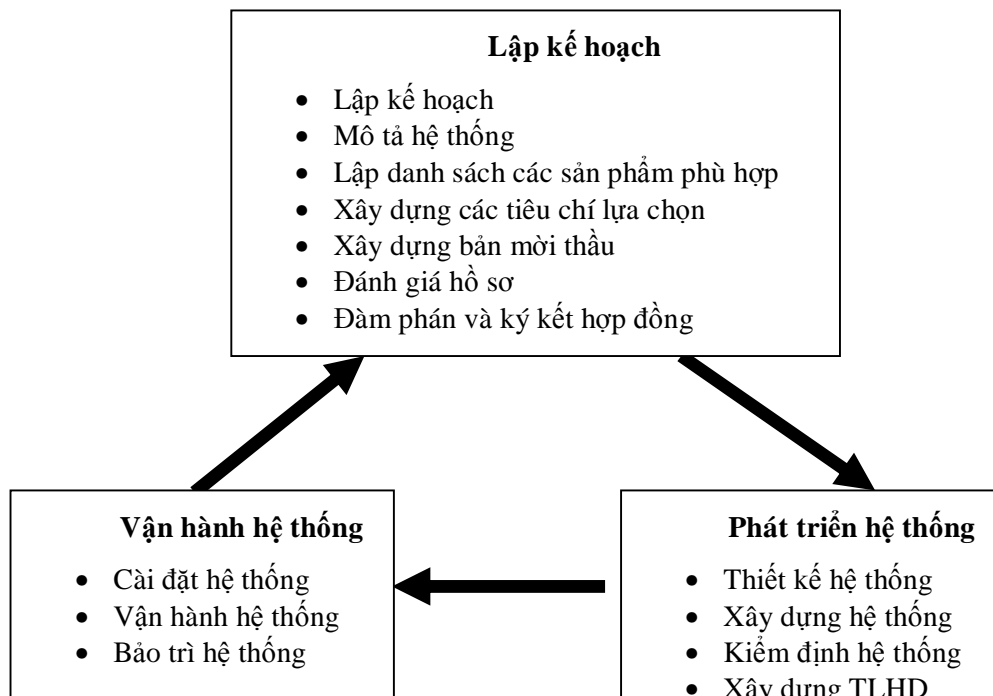 Lập kế hoạch
• Lập kế hoạch
• Mô tả hệ thống
• Lập danh sách các sản phẩm phù hợp
• Xây dựng các tiêu chí lựa chọn
• Xây dựng bản mời thầu
• Đánh giá hồ sơ
• Đàm phán và ký kết hợp đồng
Vận hành hệ thống
• Cài đặt hệ thống
• Vận hành hệ thống
• Bảo trì hệ thống
Phát triển hệ thống
• Thiết kế hệ thống
• Xây dựng hệ thống
• Kiểm định hệ thống
• Xây dựng TLHD